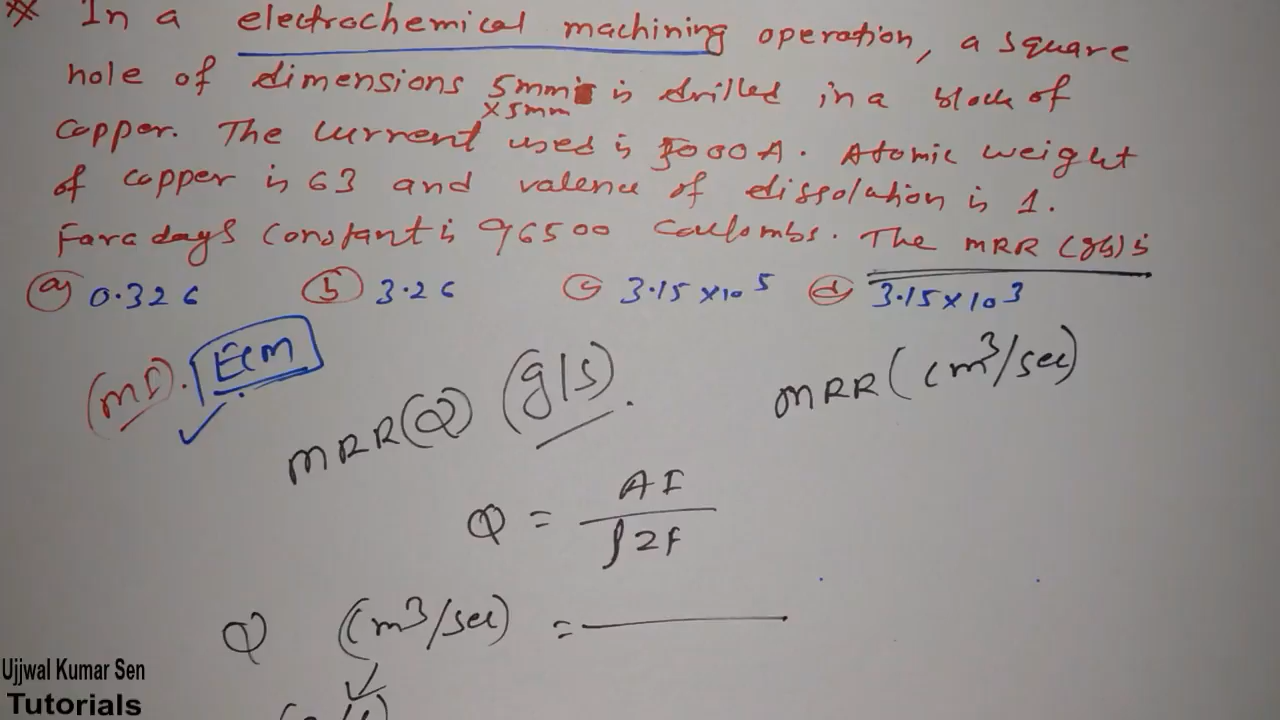 ** In a electrochemical machining operation, a square
hole of dimensions 5mm is drilled in a block of
×5mm
copper. The current used is 5000A. Atomic weight
of copper is 63 and valence of dissolution is 1.
Faradays constant is 96500 Coulombs. The MRR (g/s) is
(a) 0.326 (b) 3.26 (c) 3.15 × 10 5 (d) 3.15 × 10 3
Ecm
MRR(Q) (g/s). MRR (cm³/sec)
Q = AI
ρZF
Q (cm³/sec) =
Ujjwal Kumar Sen
Tutorials